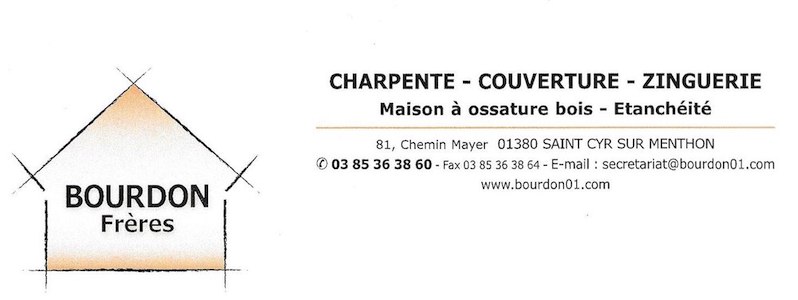 BOURDON
Frères
CHARPENTE - COUVERTURE - ZINGUERIE
Maison à ossature bois - Etanchéité
81, Chemin Mayer 01380 SAINT CYR SUR MENTHON
✆ 03 85 36 38 60 - Fax 03 85 36 38 64 - E-mail : secretariat@bourdon01.com
www.bourdon01.com